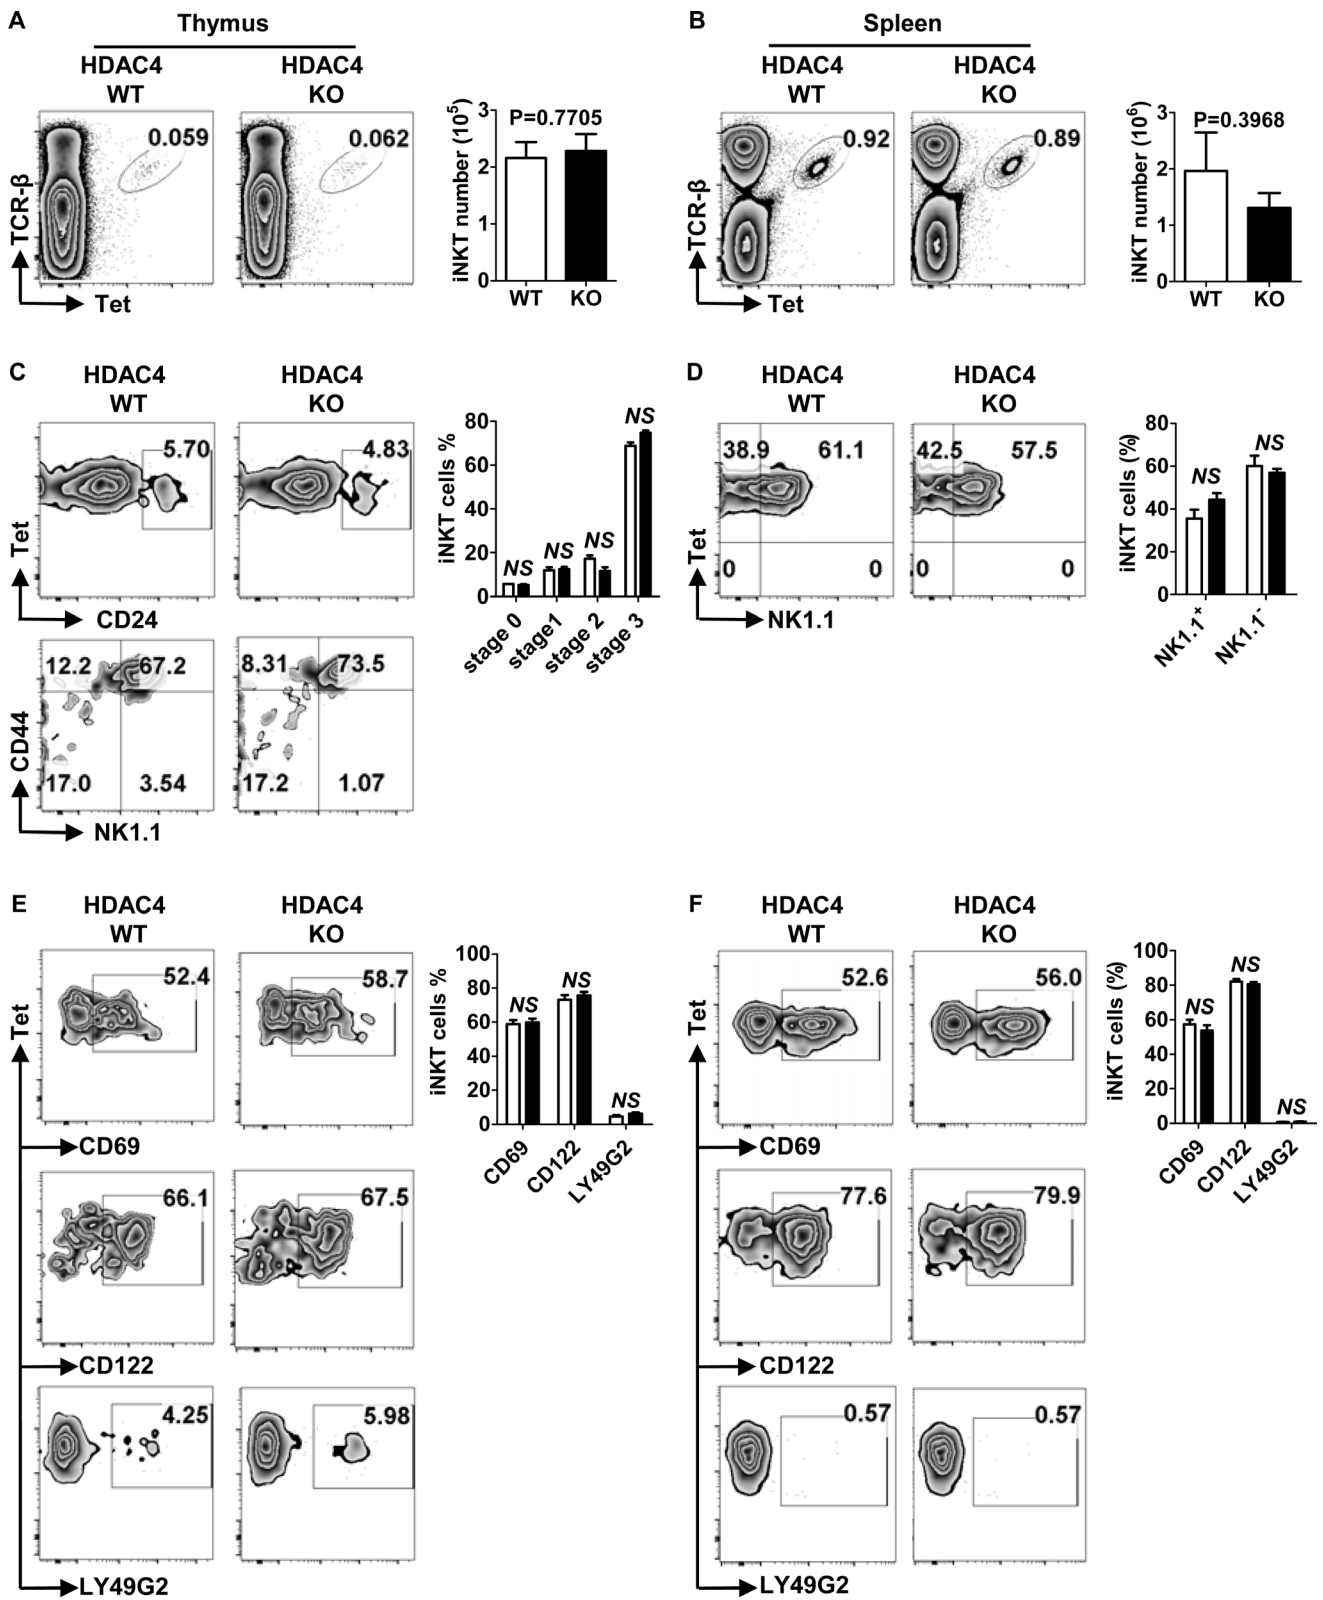 A
Thymus
HDAC4
WT
HDAC4
KO
0.059
0.062
TCR-β
Tet
iNKT number (10⁵)
3
2
1
0
P=0.7705
WT
KO
B
Spleen
HDAC4
WT
HDAC4
KO
0.92
0.89
TCR-β
Tet
iNKT number (10⁶)
3
2
1
0
P=0.3968
WT
KO
C
HDAC4
WT
HDAC4
KO
5.70
4.83
Tet
CD24
12.2
67.2
17.0
3.54
8.31
73.5
17.2
1.07
CD44
NK1.1
iNKT cells %
80
60
40
20
0
NS
NS
NS
NS
stage 0
stage1
stage 2
stage 3
D
HDAC4
WT
HDAC4
KO
38.9
61.1
0
0
42.5
57.5
0
0
Tet
NK1.1
iNKT cells (%)
80
60
40
20
0
NS
NS
NK1.1⁺
NK1.1⁻
E
HDAC4
WT
HDAC4
KO
52.4
58.7
Tet
CD69
66.1
67.5
CD122
4.25
5.98
LY49G2
iNKT cells %
100
80
60
40
20
0
NS
NS
NS
CD69
CD122
LY49G2
F
HDAC4
WT
HDAC4
KO
52.6
56.0
Tet
CD69
77.6
79.9
CD122
0.57
0.57
LY49G2
iNKT cells (%)
100
80
60
40
20
0
NS
NS
NS
CD69
CD122
LY49G2